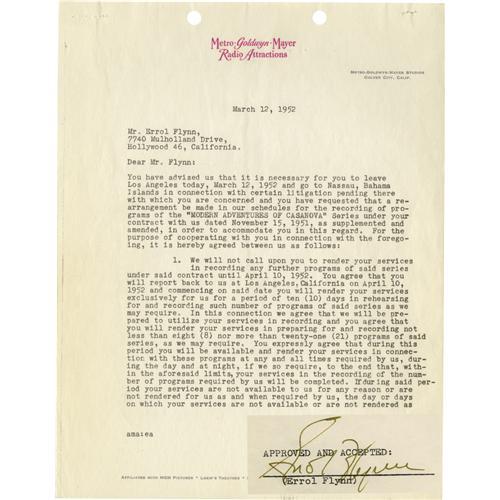 Metro-Goldwyn-Mayer
Radio Attractions
METRO-GOLDWYN-MAYER STUDIOS
CULVER CITY, CALIF.
March 12, 1952
Mr. Errol Flynn,
7740 Mulholland Drive,
Hollywood 46, California.
Dear Mr. Flynn:
You have advised us that it is necessary for you to leave
Los Angeles today, March 12, 1952 and go to Nassau, Bahama
Islands in connection with certain litigation pending there
with which you are concerned and you have requested that a re-
arrangement be made in our schedules for the recording of pro-
grams of the "MODERN ADVENTURES OF CASANOVA" Series under your
contract with us dated November 15, 1951, as supplemented and
amended, in order to accommodate you in this regard. For the
purpose of cooperating with you in connection with the forego-
ing, it is hereby agreed between us as follows:
1. We will not call upon you to render your services
in recording any further programs of said series
under said contract until April 10, 1952. You agree that you
will report back to us at Los Angeles, California on April 10,
1952 and commencing on said date you will render your services
exclusively for us for a period of ten (10) days in rehearsing
for and recording such number of programs of said series as we
may require. In this connection we agree that we will be pre-
pared to utilize your services in recording and you agree that
you will render your services in preparing for and recording not
less than eight (8) nor more than twenty-one (21) programs of said
series, as we may require. You expressly agree that during this
period you will be available and render your services in connec-
tion with these programs at any and all times required by us, dur-
ing the day and at night, if we so require, to the end that, with-
in the aforesaid limits, your services in the recording of the num-
ber of programs required by us will be completed. If during said per-
iod your services are not available to us for any reason or are
not rendered for us as and when required by us, the day or days
on which your services are not available or are not rendered as
ama:ea
APPROVED AND ACCEPTED:
Errol Flynn
(Errol Flynn)
AFFILIATED WITH MGM PICTURES • LOEW'S THEATRES •